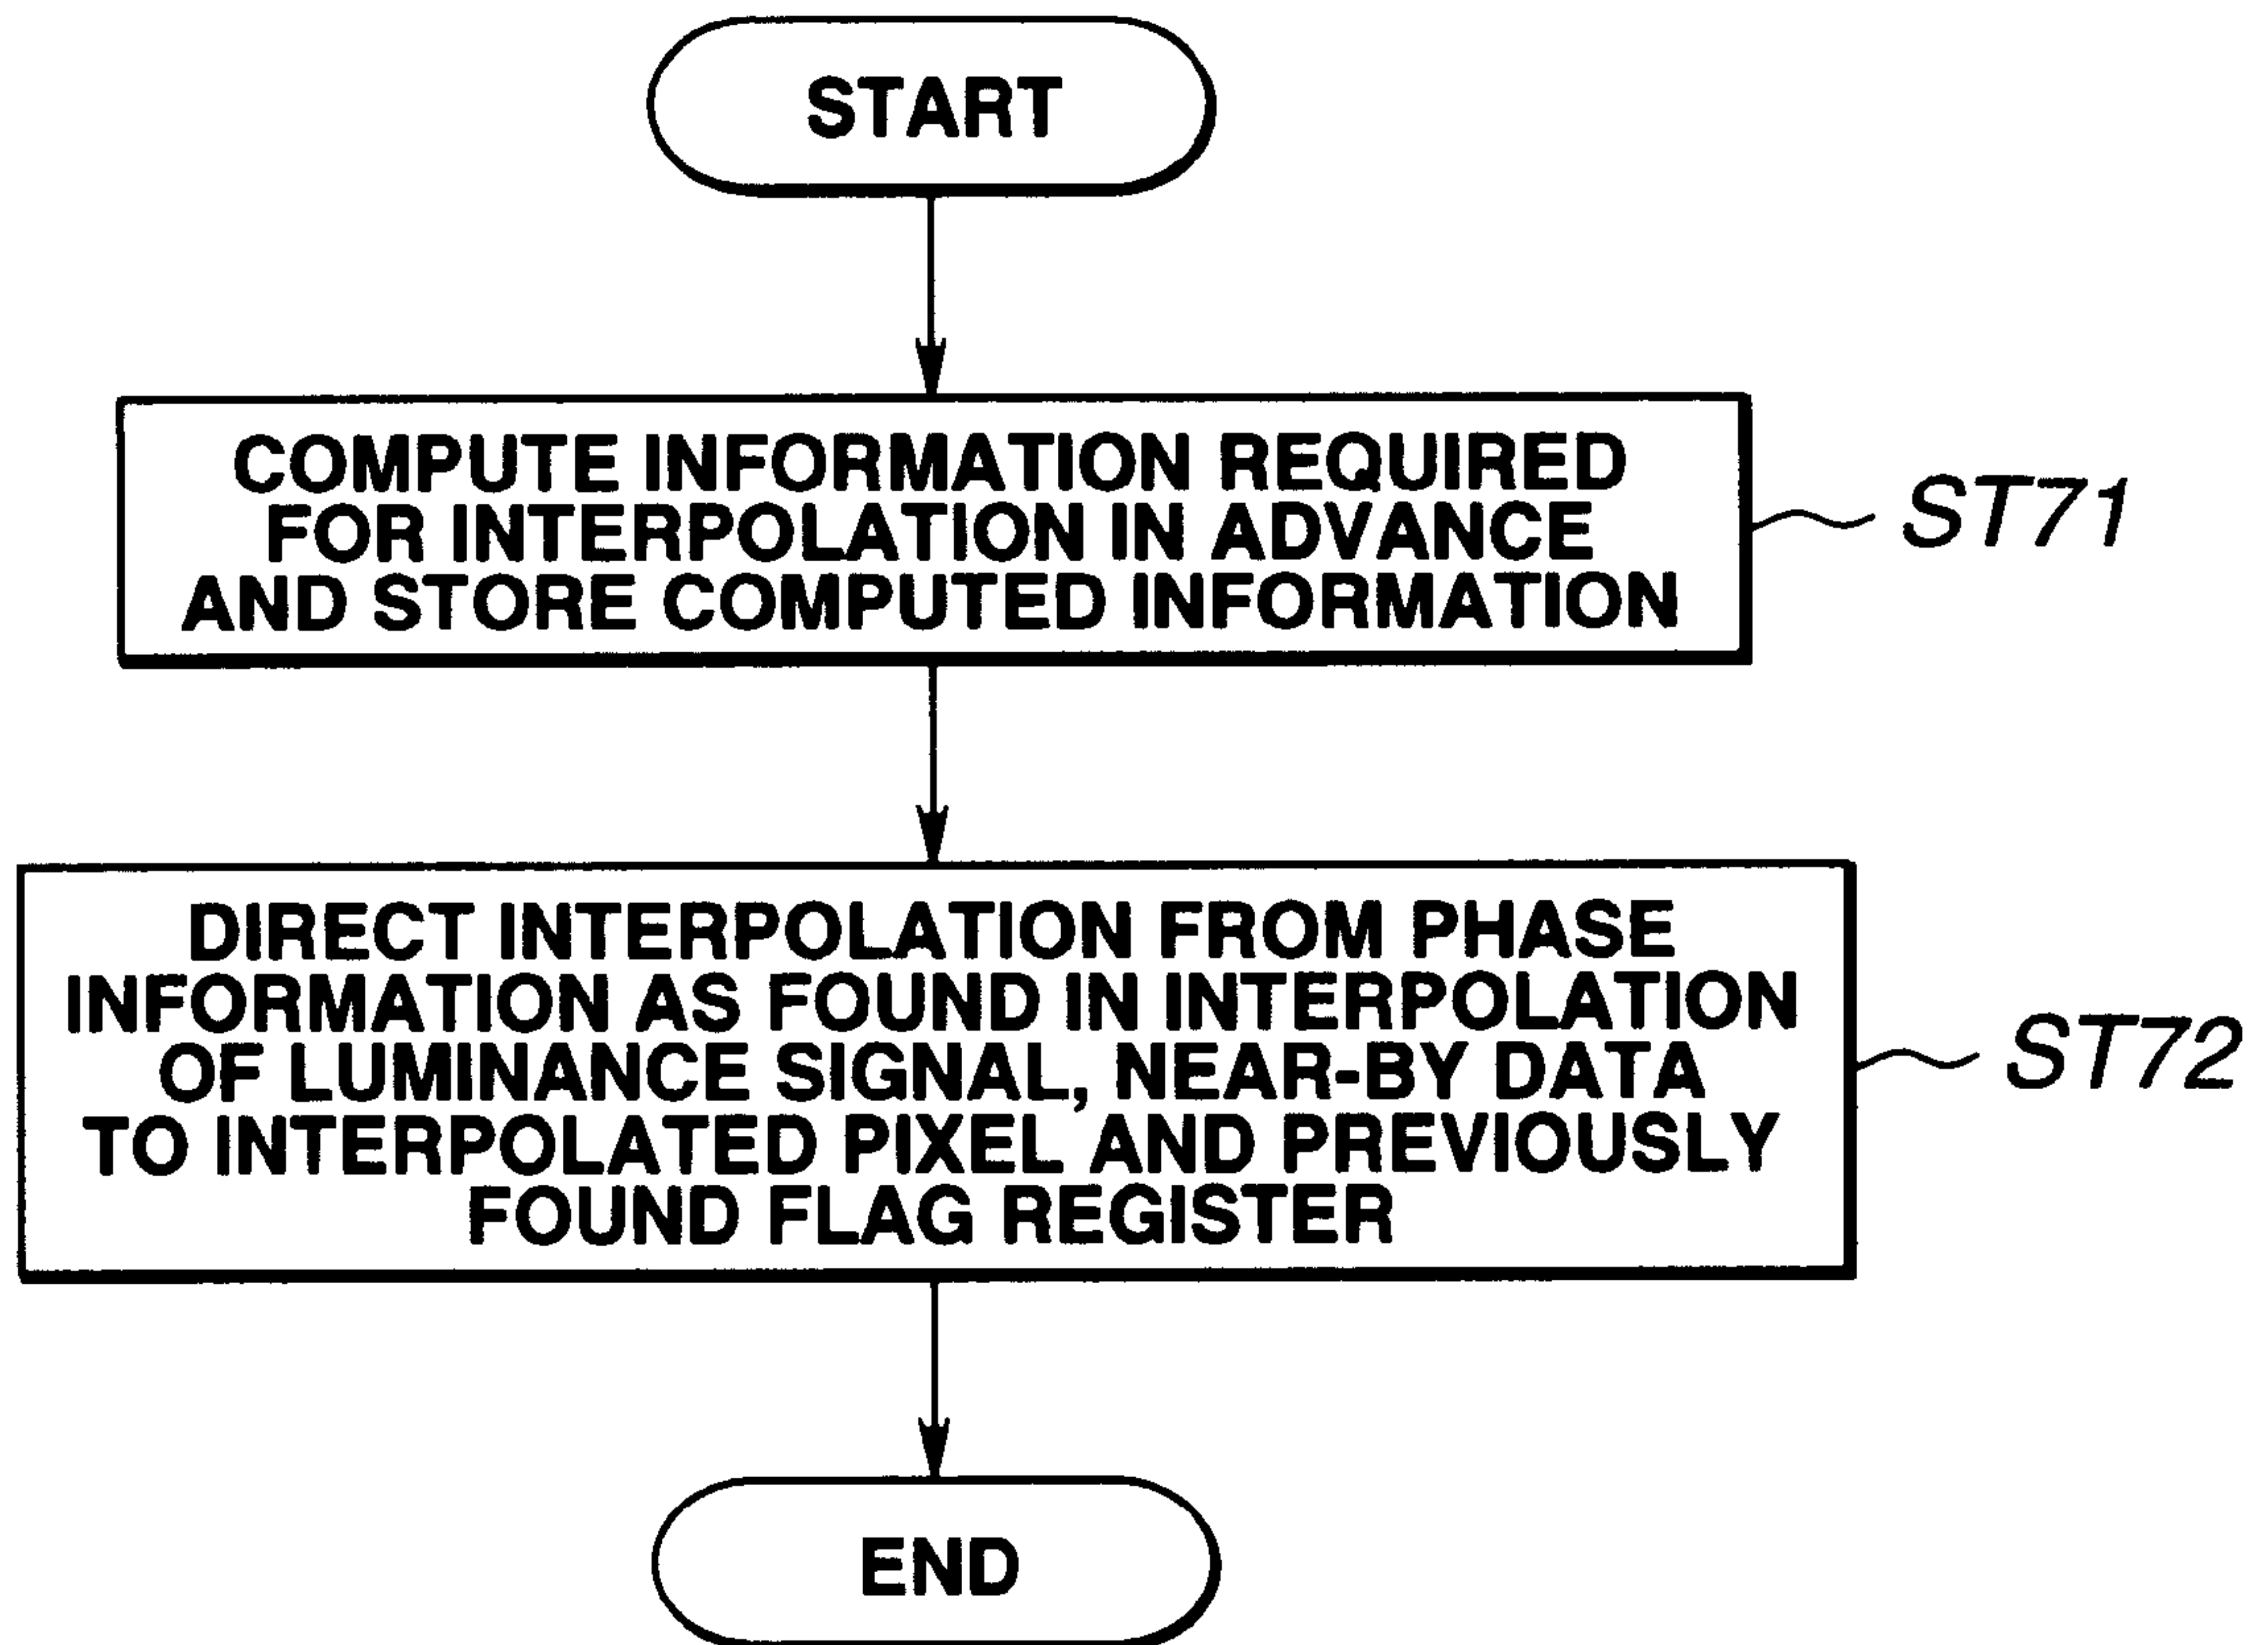 START
COMPUTE INFORMATION REQUIRED
FOR INTERPOLATION IN ADVANCE
AND STORE COMPUTED INFORMATION
ST71
DIRECT INTERPOLATION FROM PHASE
INFORMATION AS FOUND IN INTERPOLATION
OF LUMINANCE SIGNAL, NEAR-BY DATA
TO INTERPOLATED PIXEL AND PREVIOUSLY
FOUND FLAG REGISTER
ST72
END